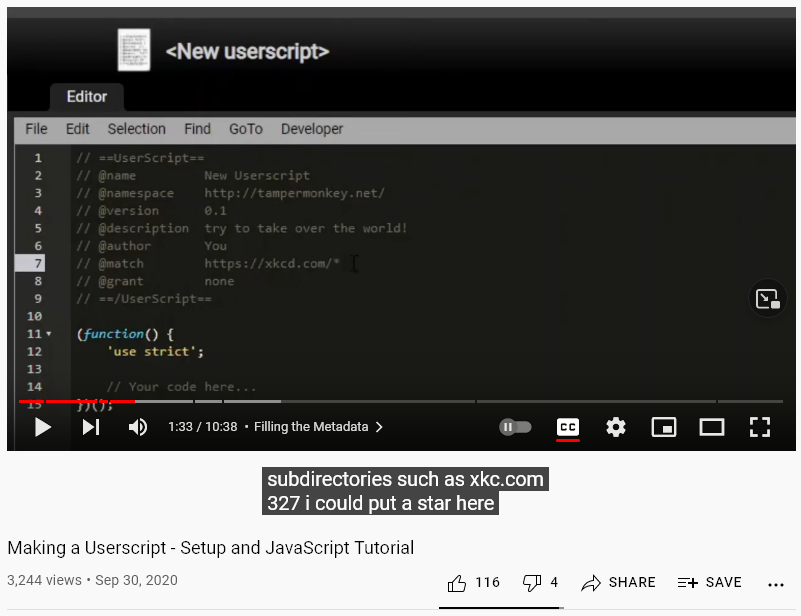 <New userscript>
Editor
File Edit Selection Find GoTo Developer
1 // ==UserScript==
2 // @name New Userscript
3 // @namespace http://tampermonkey.net/
4 // @version 0.1
5 // @description try to take over the world!
6 // @author You
7 // @match https://xkcd.com/*
8 // @grant none
9 // ==/UserScript==
10
11 (function() {
12 'use strict';
13
14 // Your code here...
15 })();
1:33 / 10:38 • Filling the Metadata
CC
subdirectories such as xkc.com
327 i could put a star here
Making a Userscript - Setup and JavaScript Tutorial
3,244 views • Sep 30, 2020
116 4 SHARE SAVE